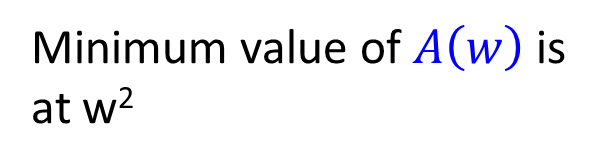 Minimum value of A(w) is
at w²